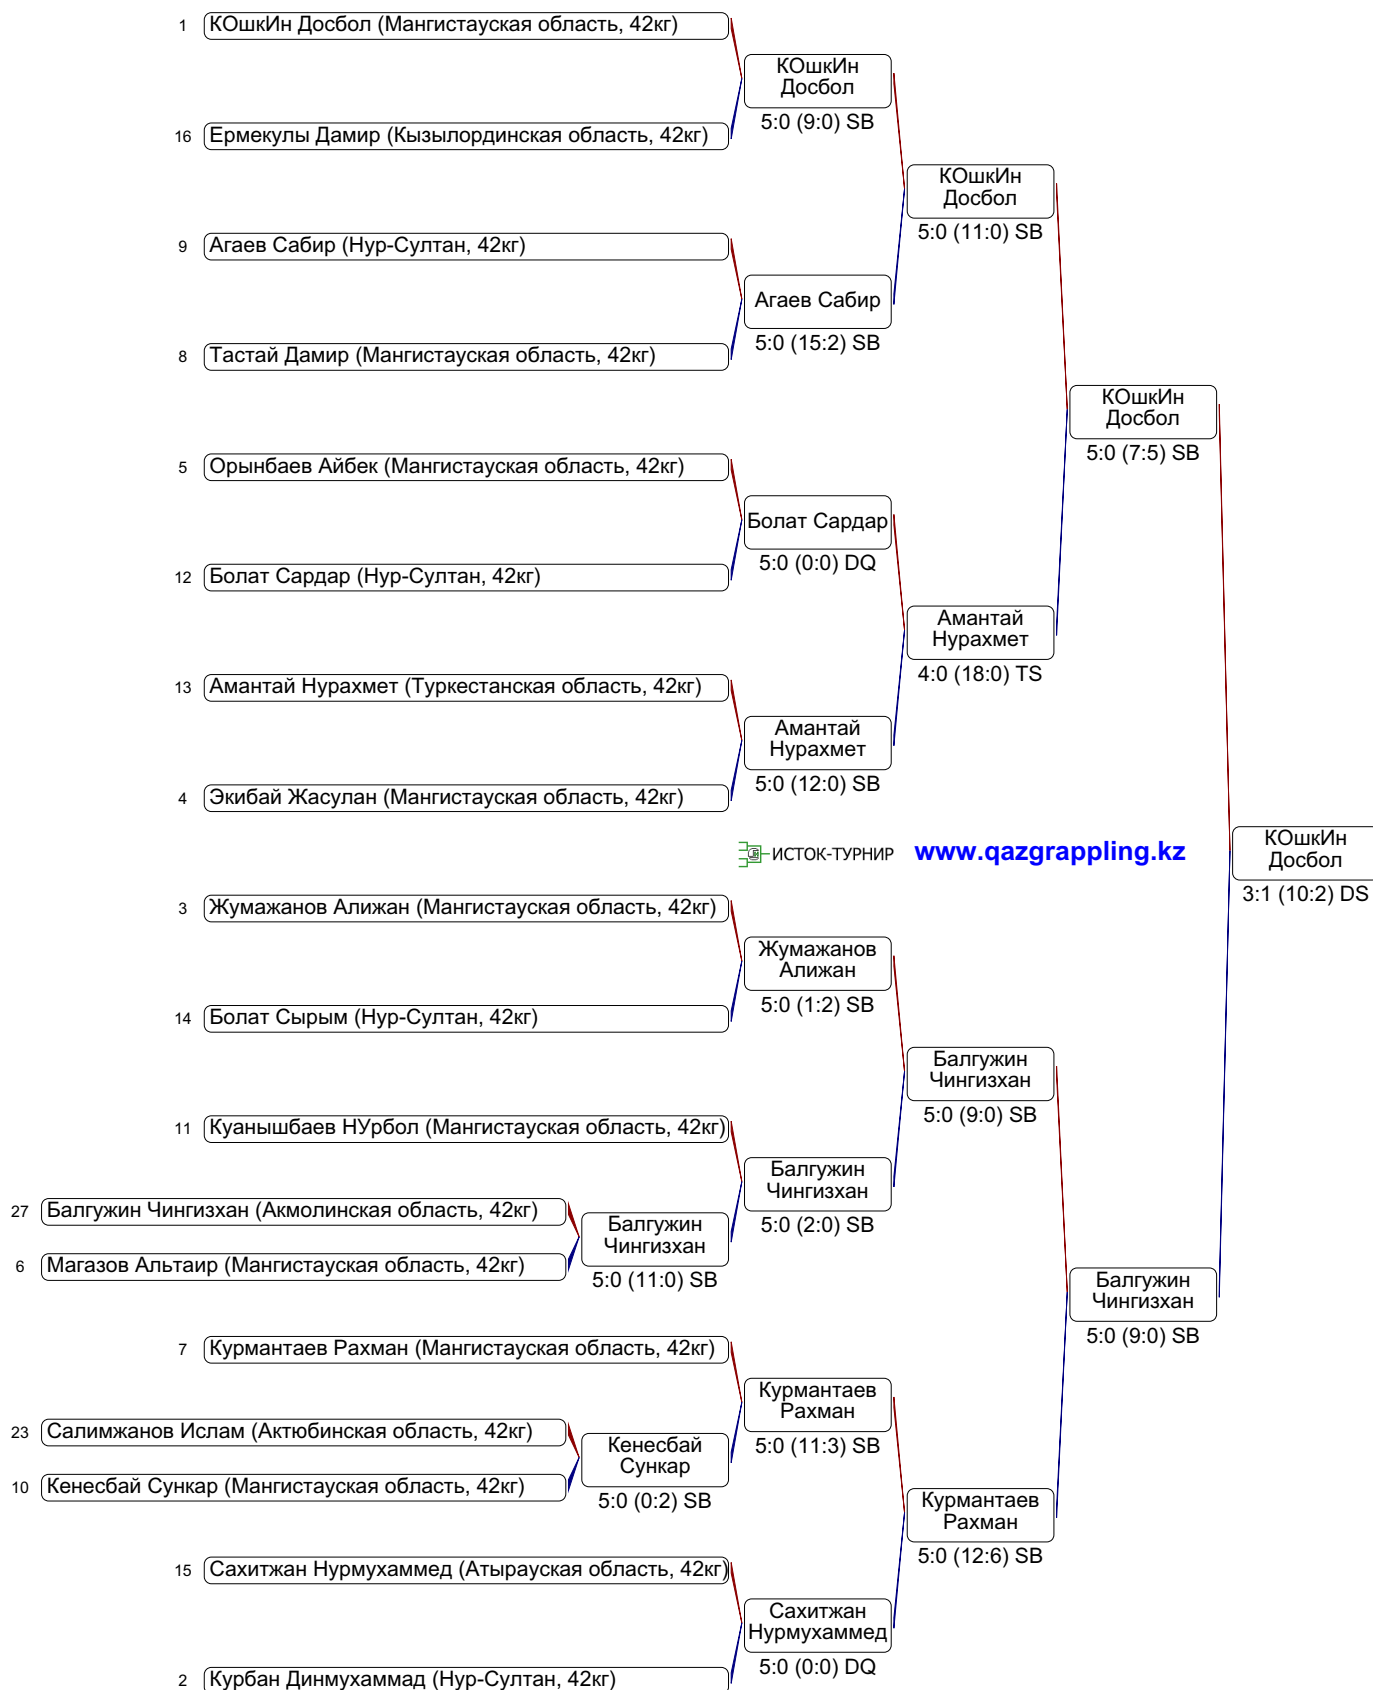 1 КОшкИн Досбол (Мангистауская область, 42кг)
КОшкИн
Досбол
5:0 (9:0) SB
16 Ермекулы Дамир (Кызылординская область, 42кг)
КОшкИн
Досбол
5:0 (11:0) SB
9 Агаев Сабир (Нур-Султан, 42кг)
Агаев Сабир
5:0 (15:2) SB
8 Тастай Дамир (Мангистауская область, 42кг)
КОшкИн
Досбол
5:0 (7:5) SB
5 Орынбаев Айбек (Мангистауская область, 42кг)
Болат Сардар
5:0 (0:0) DQ
12 Болат Сардар (Нур-Султан, 42кг)
Амантай
Нурахмет
4:0 (18:0) TS
13 Амантай Нурахмет (Туркестанская область, 42кг)
Амантай
Нурахмет
5:0 (12:0) SB
4 Экибай Жасулан (Мангистауская область, 42кг)
ИСТОК-ТУРНИР www.qazgrappling.kz
КОшкИн
Досбол
3:1 (10:2) DS
3 Жумажанов Алижан (Мангистауская область, 42кг)
Жумажанов
Алижан
5:0 (1:2) SB
14 Болат Сырым (Нур-Султан, 42кг)
Балгужин
Чингизхан
5:0 (9:0) SB
11 Куанышбаев НУрбол (Мангистауская область, 42кг)
Балгужин
Чингизхан
5:0 (2:0) SB
27 Балгужин Чингизхан (Акмолинская область, 42кг)
Балгужин
Чингизхан
5:0 (11:0) SB
6 Магазов Альтаир (Мангистауская область, 42кг)
Балгужин
Чингизхан
5:0 (9:0) SB
7 Курмантаев Рахман (Мангистауская область, 42кг)
Курмантаев
Рахман
5:0 (11:3) SB
23 Салимжанов Ислам (Актюбинская область, 42кг)
Кенесбай
Сункар
5:0 (0:2) SB
10 Кенесбай Сункар (Мангистауская область, 42кг)
Курмантаев
Рахман
5:0 (12:6) SB
15 Сахитжан Нурмухаммед (Атырауская область, 42кг)
Сахитжан
Нурмухаммед
5:0 (0:0) DQ
2 Курбан Динмухаммад (Нур-Султан, 42кг)